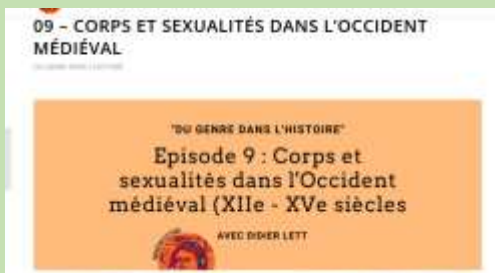 09 – CORPS ET SEXUALITÉS DANS L'OCCIDENT
MÉDIÉVAL
"DU GENRE DANS L'HISTOIRE"
Episode 9 : Corps et
sexualités dans l'Occident
médiéval (XIIe - XVe siècles
AVEC DIDIER LETT